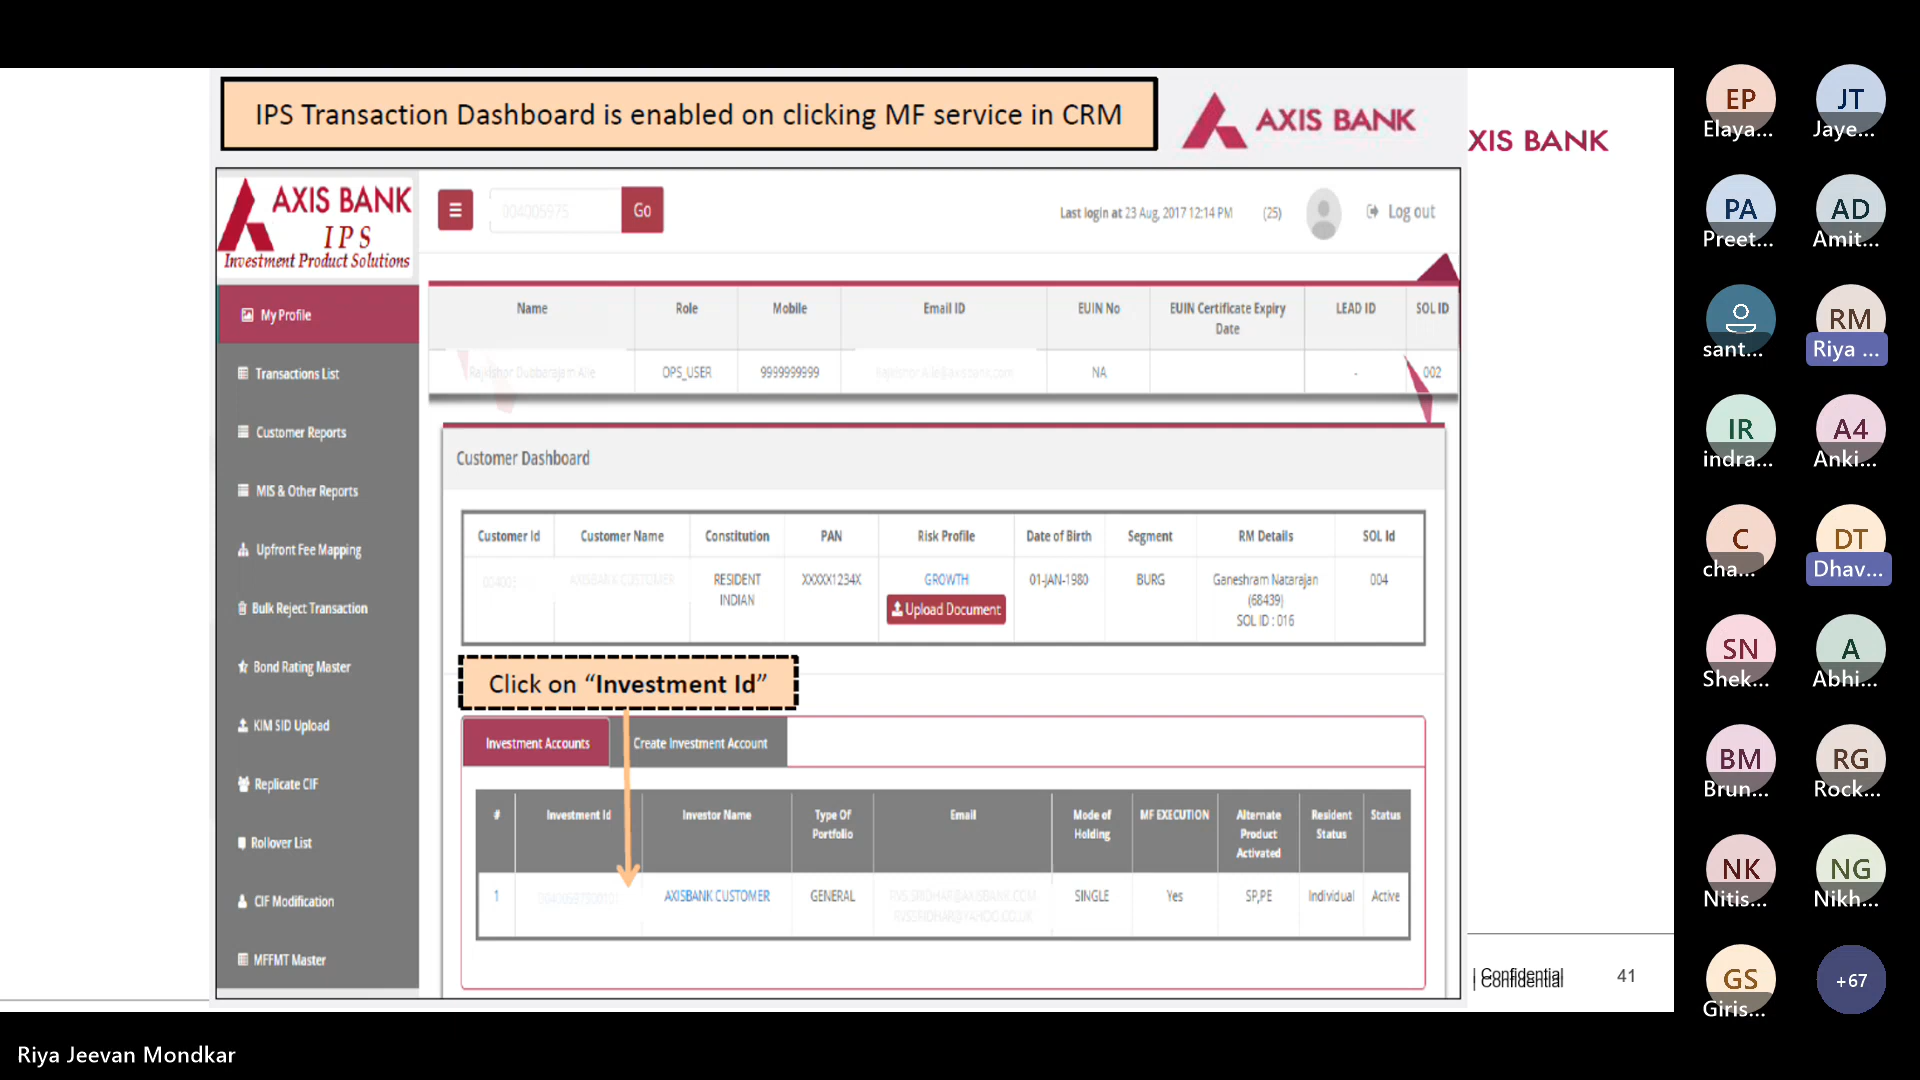 IPS Transaction Dashboard is enabled on clicking MF service in CRM
AXIS BANK
XIS BANK
AXIS BANK
IPS
Investment Product Solutions
Go
Last login at 23 Aug, 2017 12:14 PM
(25)
Log out
My Profile
Transactions List
Customer Reports
MIS & Other Reports
Upfront Fee Mapping
Bulk Reject Transaction
Bond Rating Master
KIM SID Upload
Replicate CIF
Rollover List
CIF Modification
MFFMT Master
Name Role Mobile Email ID EUIN No EUIN Certificate Expiry Date LEAD ID SOL ID
OPS_USER 9999999999 NA - 002
Customer Dashboard
Customer Id Customer Name Constitution PAN Risk Profile Date of Birth Segment RM Details SOL Id
AXISBANK CUSTOMER RESIDENT INDIAN XXXXX1234X GROWTH 01-JAN-1980 BURG Ganeshram Natarajan 004
Upload Document
(68439)
SOL ID : 016
Click on “Investment Id”
Investment Accounts
Create Investment Account
# Investment Id Investor Name Type Of Portfolio Email Mode of Holding MF EXECUTION Alternate Product Activated Resident Status Status
1 AXISBANK CUSTOMER GENERAL SINGLE Yes SP,PE Individual Active
| Confidential
| Confidential
41
EP
Elaya...
JT
Jaye...
PA
Preet...
AD
Amit...
sant...
RM
Riya ...
IR
indra...
A4
Anki...
C
cha...
DT
Dhav...
SN
Shek...
A
Abhi...
BM
Brun...
RG
Rock...
NK
Nitis...
NG
Nikh...
GS
Giris...
+67
Riya Jeevan Mondkar